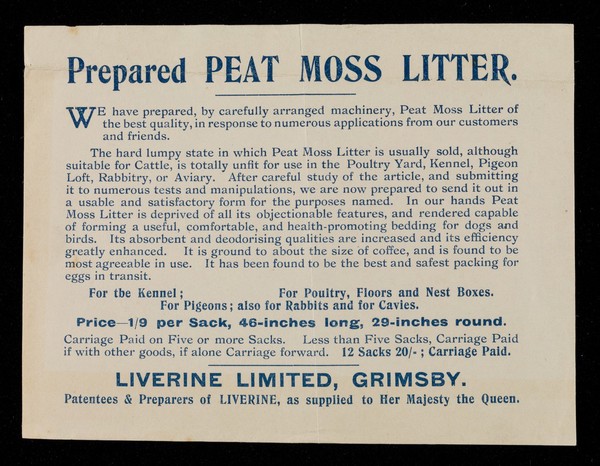 Prepared PEAT MOSS LITTER.
WE have prepared, by carefully arranged machinery, Peat Moss Litter of
the best quality, in response to numerous applications from our customers
and friends.
The hard lumpy state in which Peat Moss Litter is usually sold, although
suitable for Cattle, is totally unfit for use in the Poultry Yard, Kennel, Pigeon
Loft, Rabbitry, or Aviary. After careful study of the article, and submitting
it to numerous tests and manipulations, we are now prepared to send it out in
a usable and satisfactory form for the purposes named. In our hands Peat
Moss Litter is deprived of all its objectionable features, and rendered capable
of forming a useful, comfortable, and health-promoting bedding for dogs and
birds. Its absorbent and deodorising qualities are increased and its efficiency
greatly enhanced. It is ground to about the size of coffee, and is found to be
most agreeable in use. It has been found to be the best and safest packing for
eggs in transit.
For the Kennel; For Poultry, Floors and Nest Boxes.
For Pigeons; also for Rabbits and for Cavies.
Price—1/9 per Sack, 46-inches long, 29-inches round.
Carriage Paid on Five or more Sacks. Less than Five Sacks, Carriage Paid
if with other goods, if alone Carriage forward. 12 Sacks 20/-; Carriage Paid.
LIVERINE LIMITED, GRIMSBY.
Patentees & Preparers of LIVERINE, as supplied to Her Majesty the Queen.